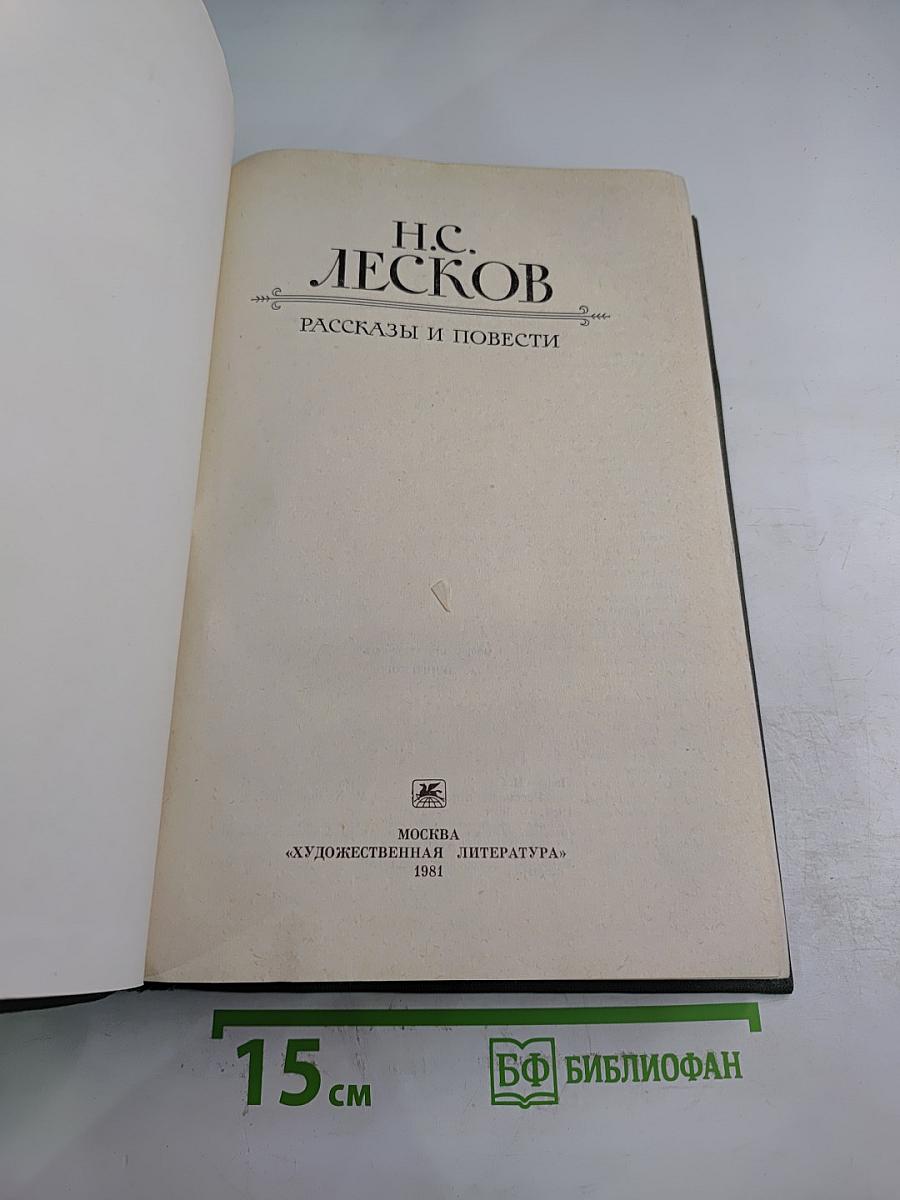 Н.С.
ЛЕСКОВ
РАССКАЗЫ И ПОВЕСТИ
МОСКВА
«ХУДОЖЕСТВЕННАЯ ЛИТЕРАТУРА»
1981
15 см
БФ БИБЛИОФАН